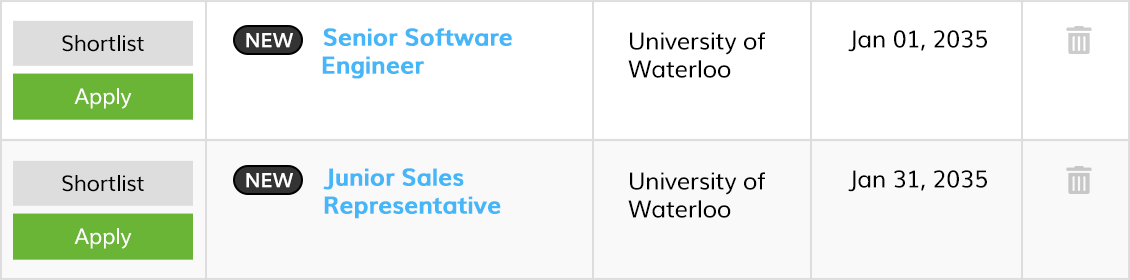 Shortlist
Apply
NEW
Senior Software
Engineer
University of
Waterloo
Jan 01, 2035
Shortlist
Apply
NEW
Junior Sales
Representative
University of
Waterloo
Jan 31, 2035